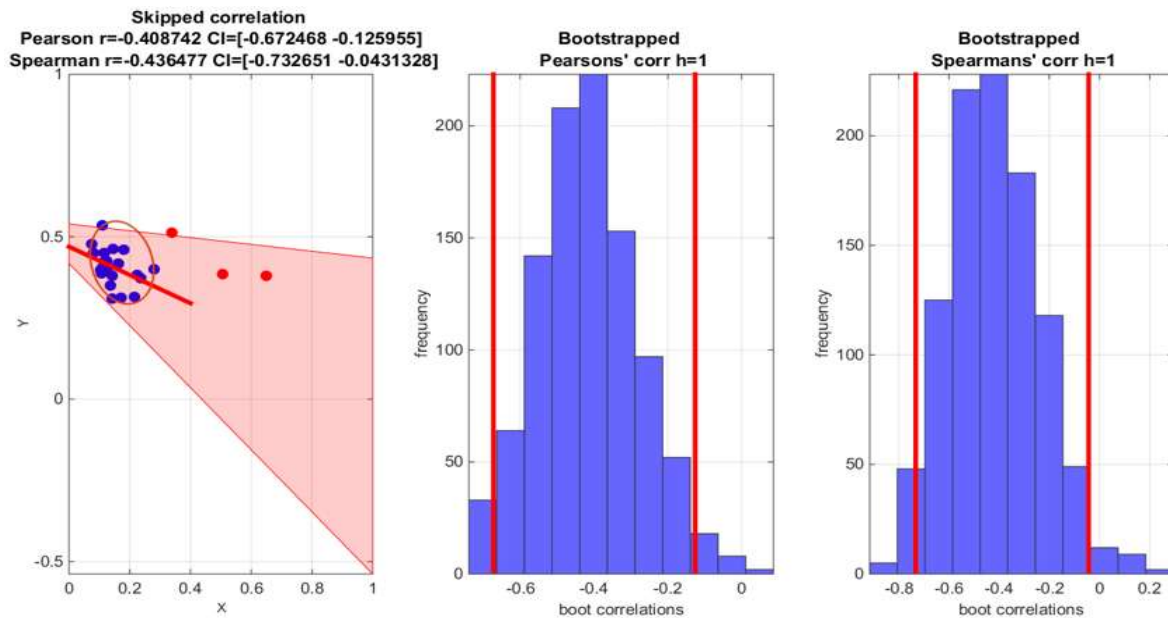 Skipped correlation
Pearson r=-0.408742 CI=[-0.672468 -0.125955]
Spearman r=-0.436477 CI=[-0.732651 -0.0431328]
1
0.5
0
-0.5
Y
0 0.2 0.4 0.6 0.8 1
X
Bootstrapped
Pearsons' corr h=1
200
150
100
50
0
frequency
-0.6 -0.4 -0.2 0
boot correlations
Bootstrapped
Spearmans' corr h=1
200
150
100
50
0
frequency
-0.8 -0.6 -0.4 -0.2 0 0.2
boot correlations